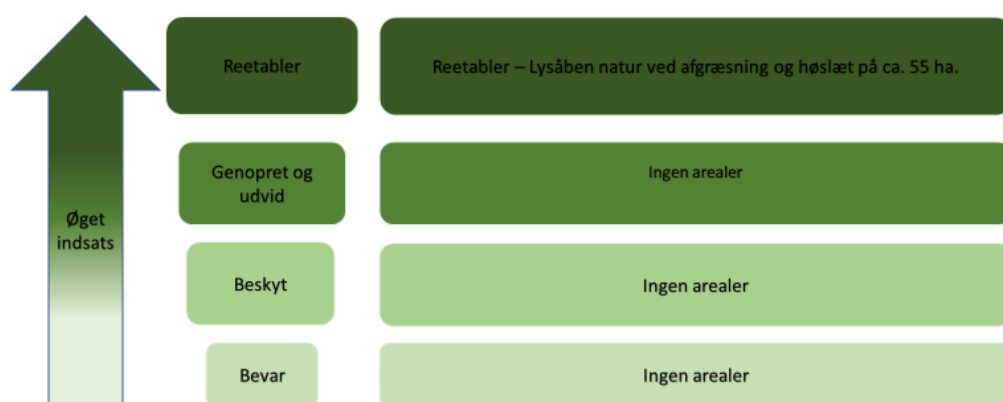 Reetabler
Reetabler – Lysåben natur ved afgræsning og høslæt på ca. 55 ha.
Genopret og
udvid
Ingen arealer
Øget
indsats
Beskyt
Ingen arealer
Bevar
Ingen arealer